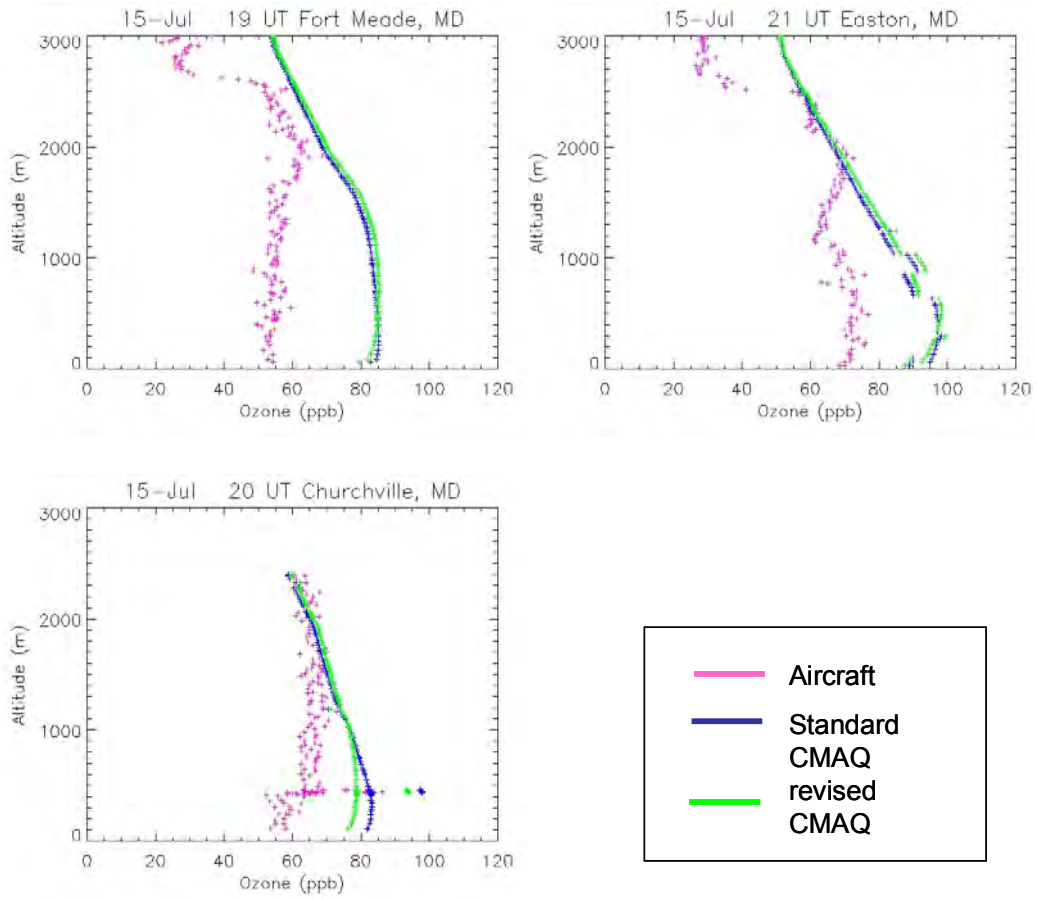 15-Jul 19 UT Fort Meade, MD
3000
2000
1000
0
Altitude (m)
0 20 40 60 80 100 120
Ozone (ppb)
15-Jul 21 UT Easton, MD
3000
2000
1000
0
Altitude (m)
0 20 40 60 80 100 120
Ozone (ppb)
15-Jul 20 UT Churchville, MD
3000
2000
1000
0
Altitude (m)
0 20 40 60 80 100 120
Ozone (ppb)
Aircraft
Standard
CMAQ
revised
CMAQ